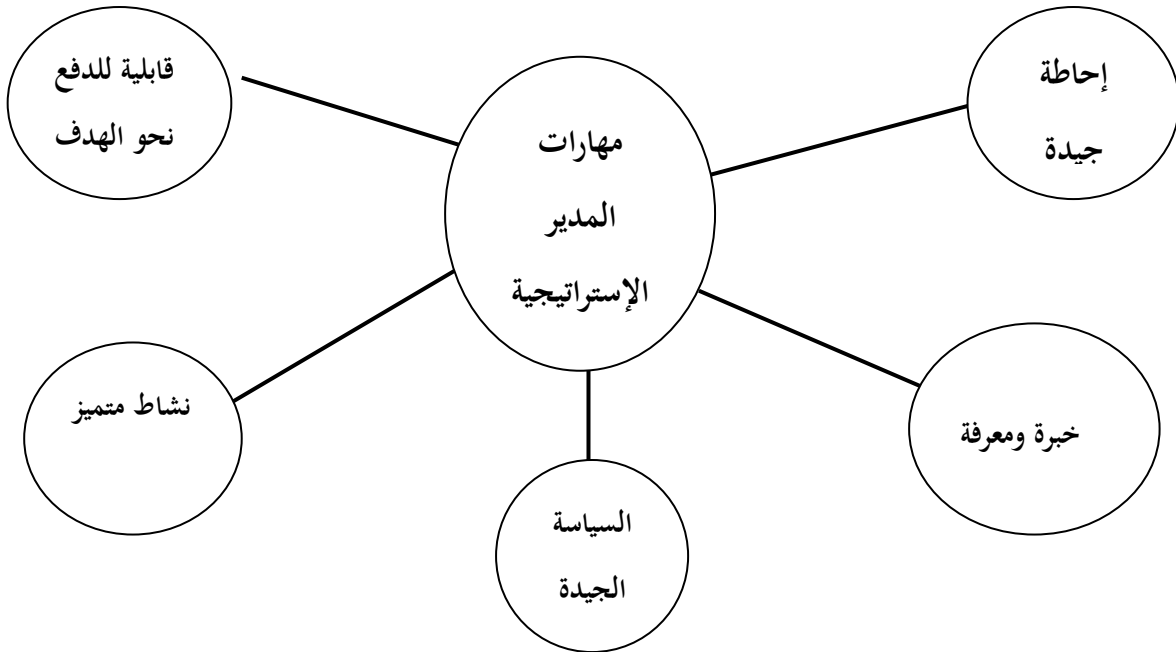 مهارات
المدير
الإستراتيجية
إحاطة
جيدة
خبرة ومعرفة
السياسة
الجيدة
نشاط متميز
قابلية للدفع
نحو الهدف